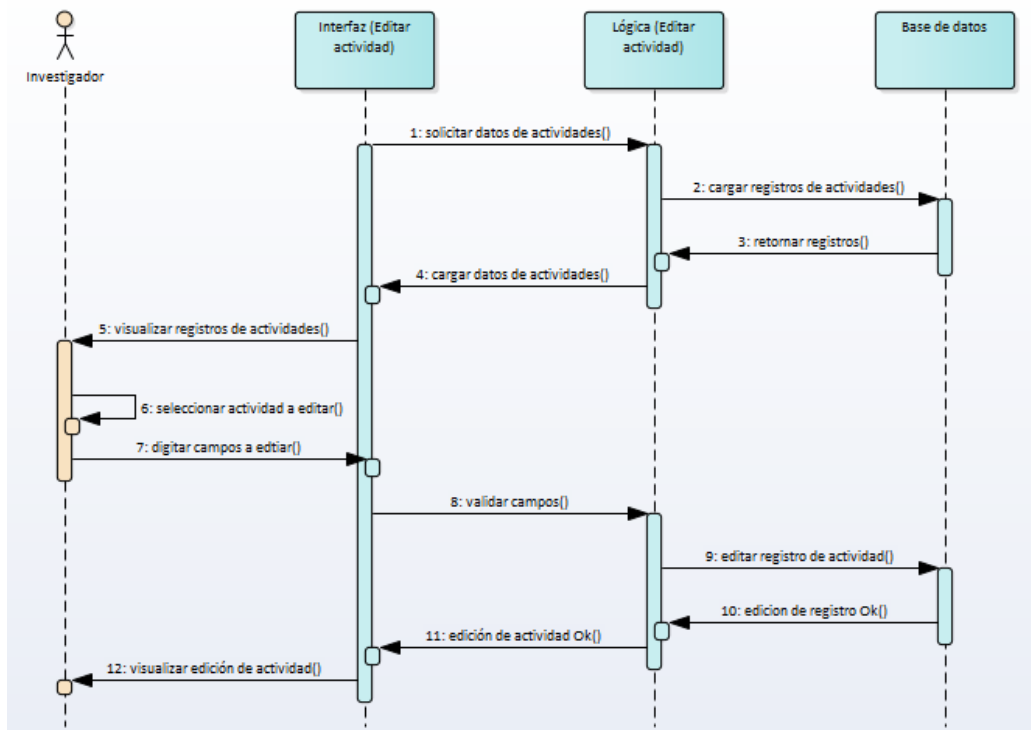 Investigador
Interfaz (Editar
actividad)
Lógica (Editar
actividad)
Base de datos
1: solicitar datos de actividades()
2: cargar registros de actividades()
3: retornar registros()
4: cargar datos de actividades()
5: visualizar registros de actividades()
6: seleccionar actividad a editar()
7: digitar campos a edtiar()
8: validar campos()
9: editar registro de actividad()
10: edicion de registro Ok()
11: edición de actividad Ok()
12: visualizar edición de actividad()